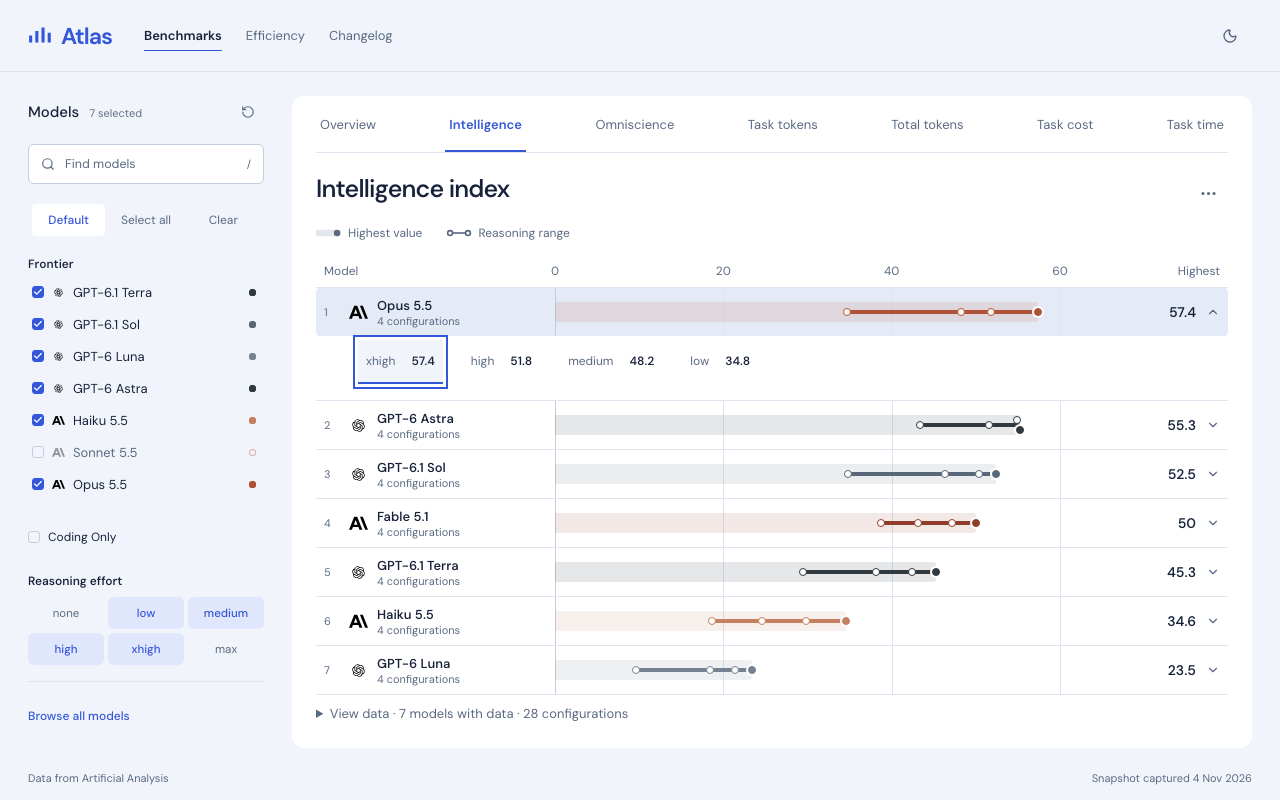 Atlas
Benchmarks Efficiency Changelog
Models 7 selected
Find models /
Default Select all Clear
Frontier
GPT-6.1 Terra
GPT-6.1 Sol
GPT-6 Luna
GPT-6 Astra
Haiku 5.5
Sonnet 5.5
Opus 5.5
Coding Only
Reasoning effort
none low medium
high xhigh max
Browse all models
Overview Intelligence Omniscience Task tokens Total tokens Task cost Task time
Intelligence index
Highest value Reasoning range
Model 0 20 40 60 Highest
1 Opus 5.5 57.4
4 configurations
xhigh 57.4 high 51.8 medium 48.2 low 34.8
2 GPT-6 Astra 55.3
4 configurations
3 GPT-6.1 Sol 52.5
4 configurations
4 Fable 5.1 50
4 configurations
5 GPT-6.1 Terra 45.3
4 configurations
6 Haiku 5.5 34.6
4 configurations
7 GPT-6 Luna 23.5
4 configurations
View data · 7 models with data · 28 configurations
Data from Artificial Analysis
Snapshot captured 4 Nov 2026